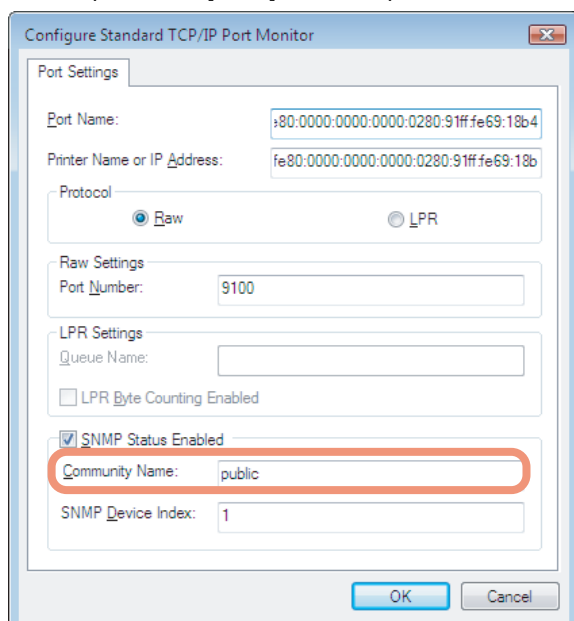 Configure Standard TCP/IP Port Monitor
Port Settings
Port Name: e80:0000:0000:0000:0280:91ff:fe69:18b4
Printer Name or IP Address: fe80:0000:0000:0000:0280:91ff:fe69:18b
Protocol
Raw LPR
Raw Settings
Port Number: 9100
LPR Settings
Queue Name:
LPR Byte Counting Enabled
SNMP Status Enabled
Community Name: public
SNMP Device Index: 1
OK Cancel